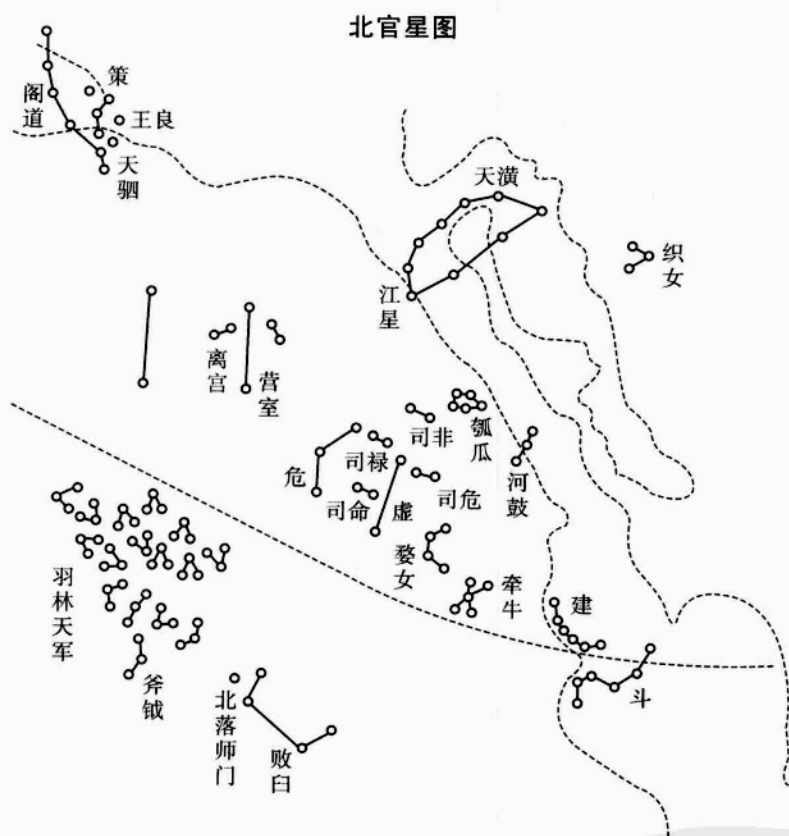 北官星图
策
阁道
王良
天驷
天潢
织女
江星
离宫
营室
司非
瓠瓜
司禄
危
河鼓
司命
虚
司危
婺女
牵牛
羽林天军
建
斧钺
斗
北落师门
败臼